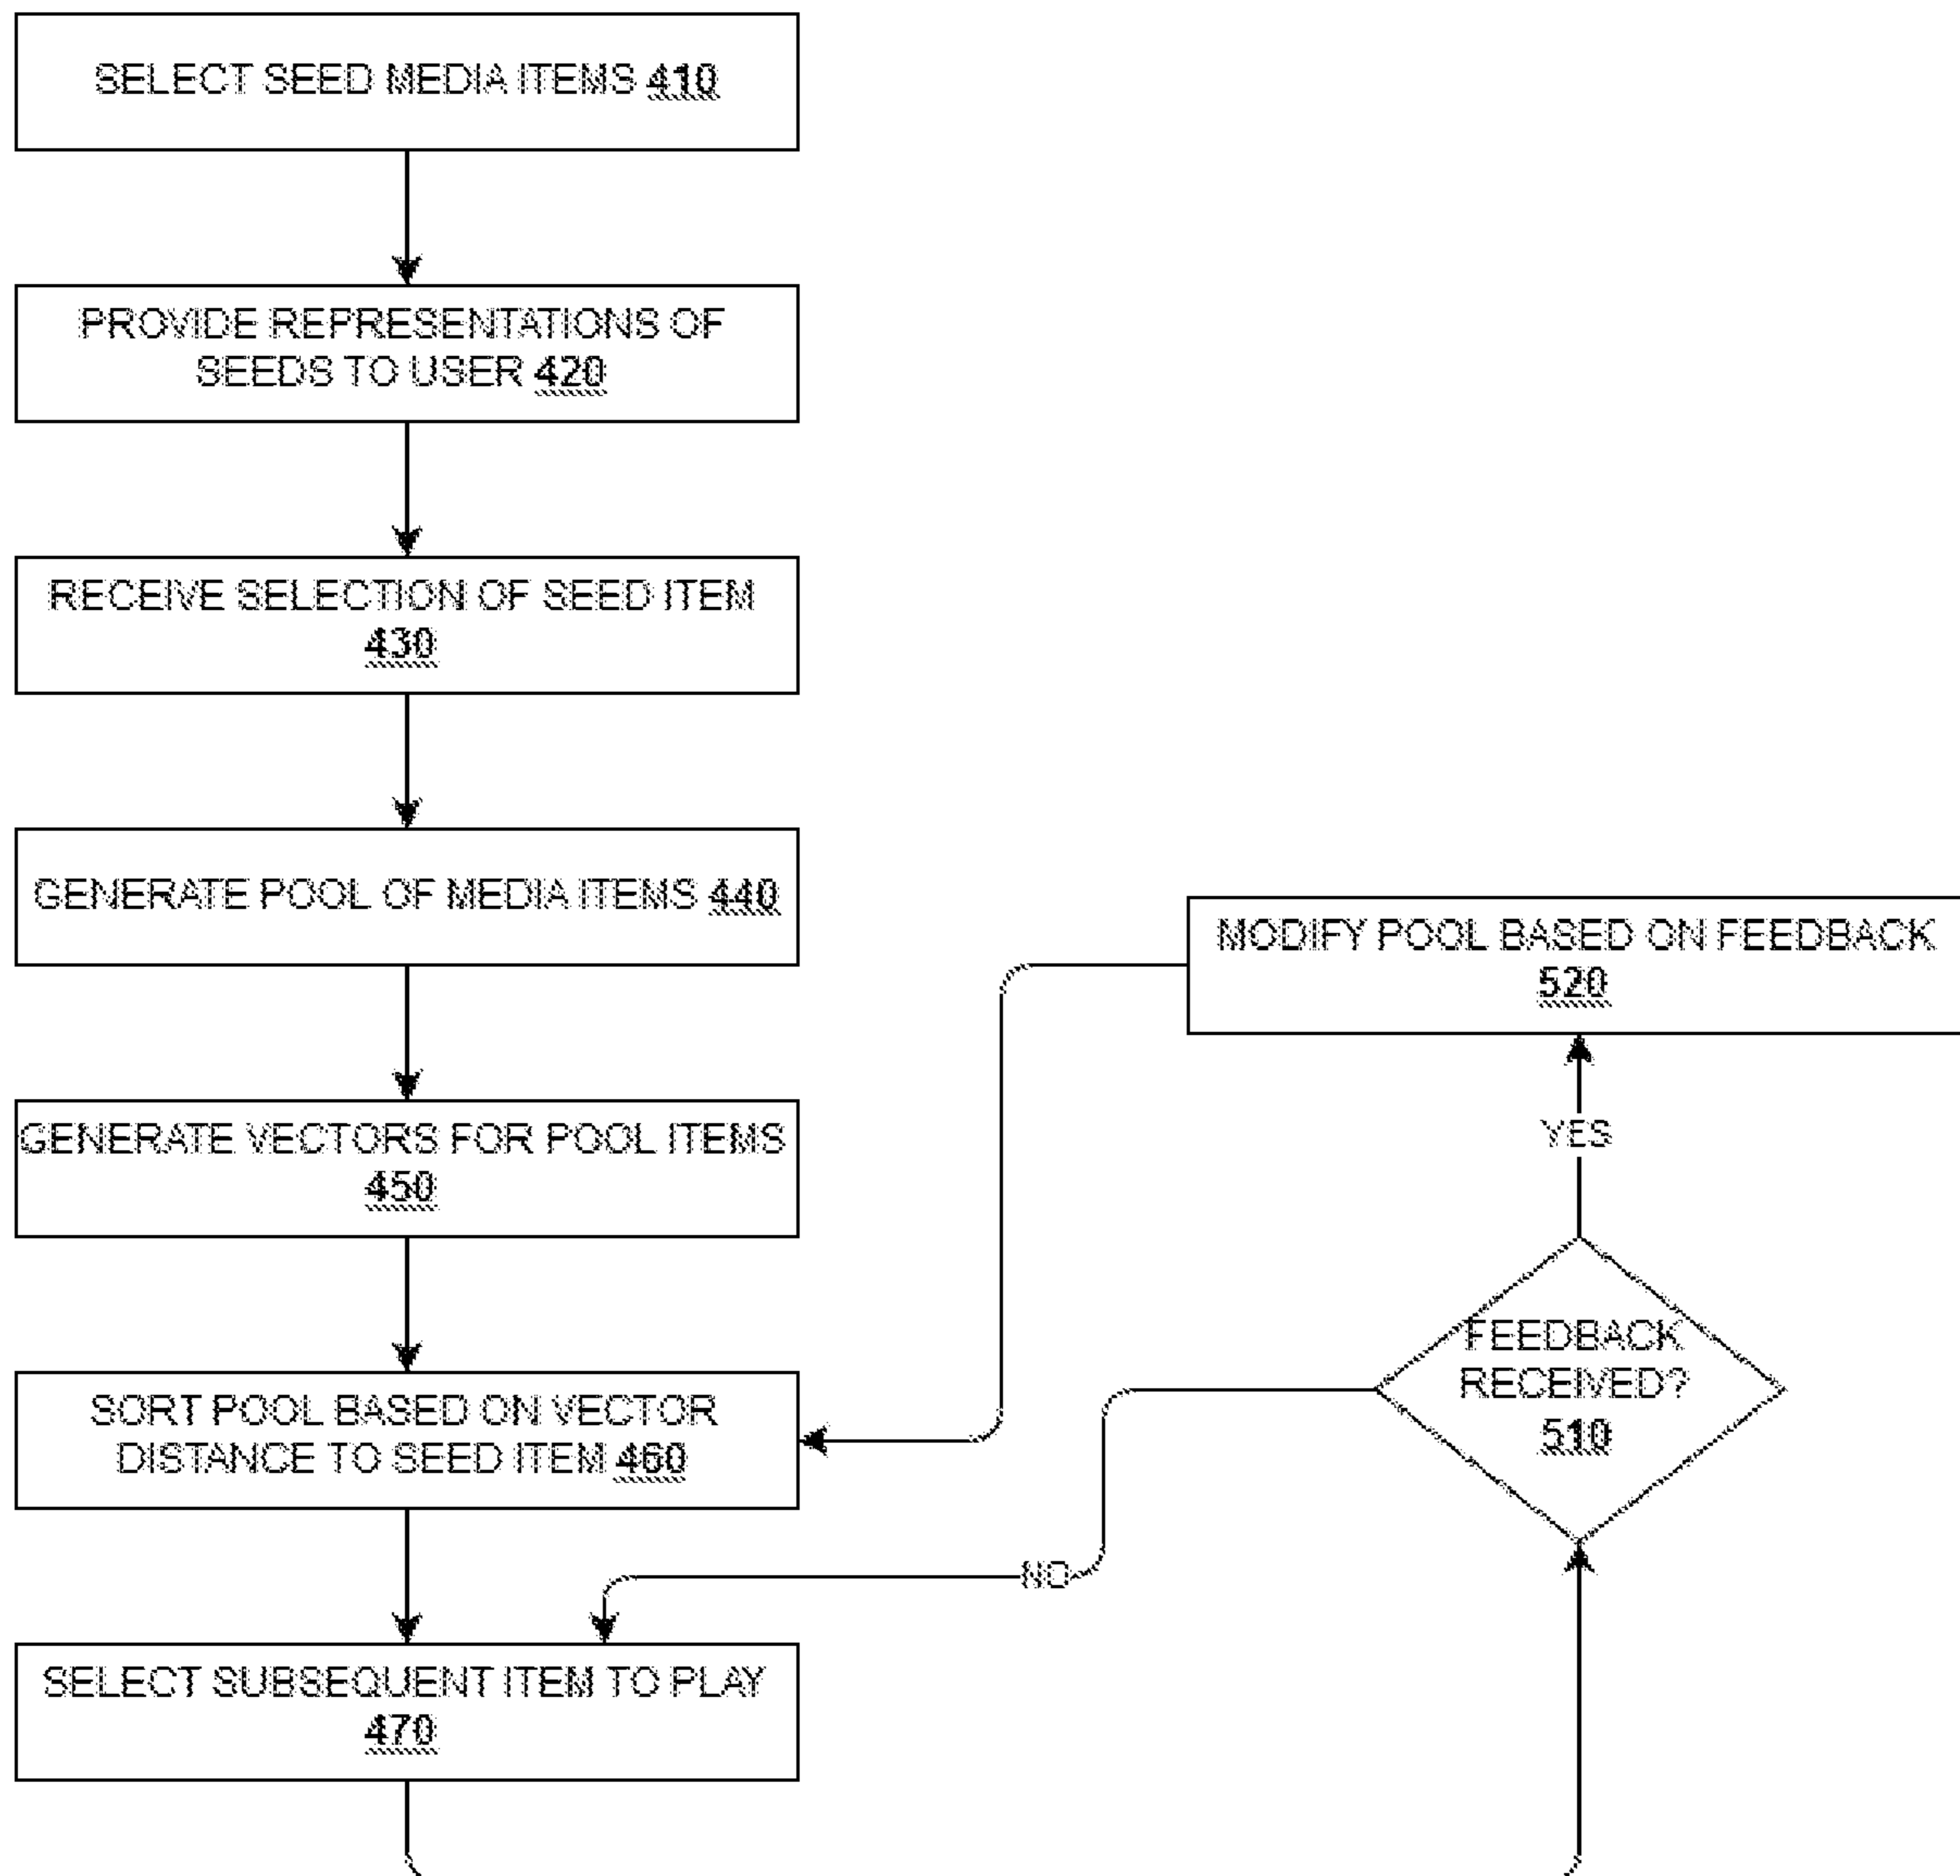 SELECT SEED MEDIA ITEMS 410
PROVIDE REPRESENTATIONS OF
SEEDS TO USER 420
RECEIVE SELECTION OF SEED ITEM
430
GENERATE POOL OF MEDIA ITEMS 440
GENERATE VECTORS FOR POOL ITEMS
450
SORT POOL BASED ON VECTOR
DISTANCE TO SEED ITEM 460
SELECT SUBSEQUENT ITEM TO PLAY
470
MODIFY POOL BASED ON FEEDBACK
520
YES
FEEDBACK
RECEIVED?
510
NO